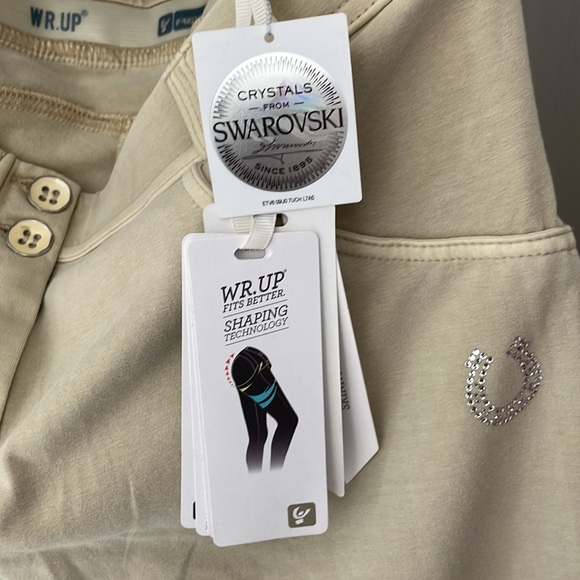 WR.UP®
CRYSTALS
FROM
SWAROVSKI
SINCE 1895
WR.UP®
FITS BETTER.
SHAPING
TECHNOLOGY